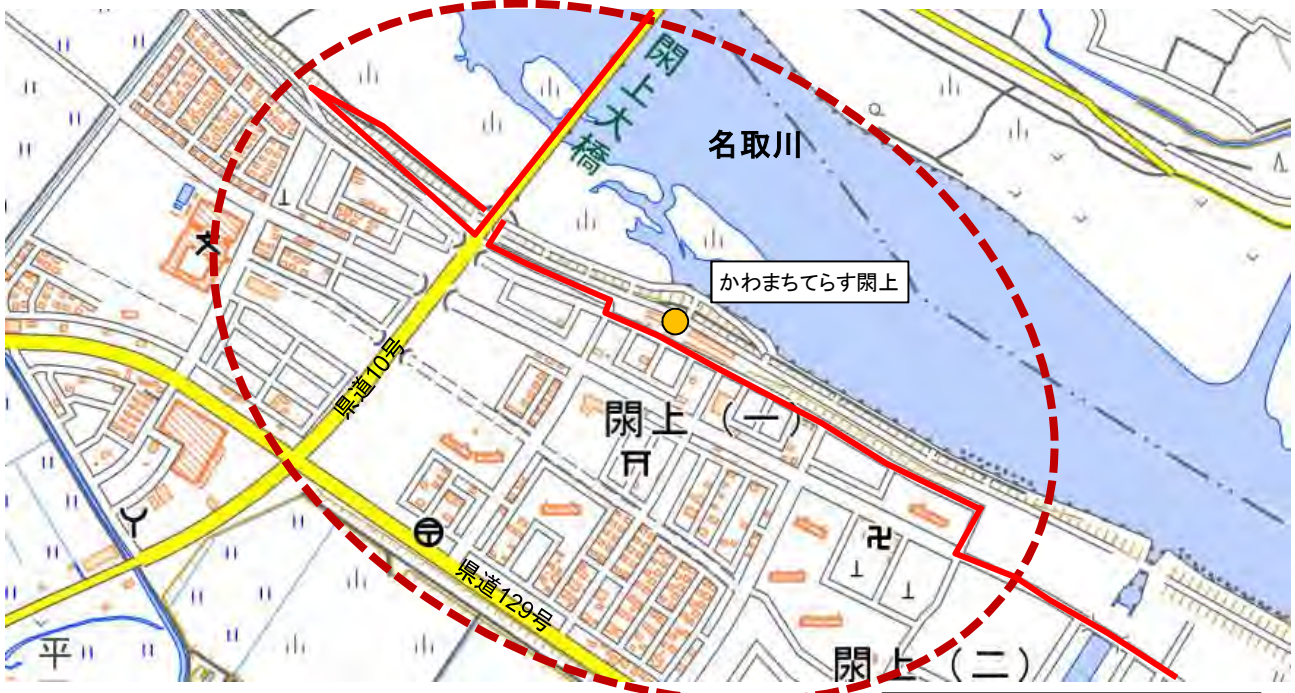 閖上大橋
名取川
かわまちてらす閖上
県道10号
閖上(一)
県道129号
閖上(二)
平